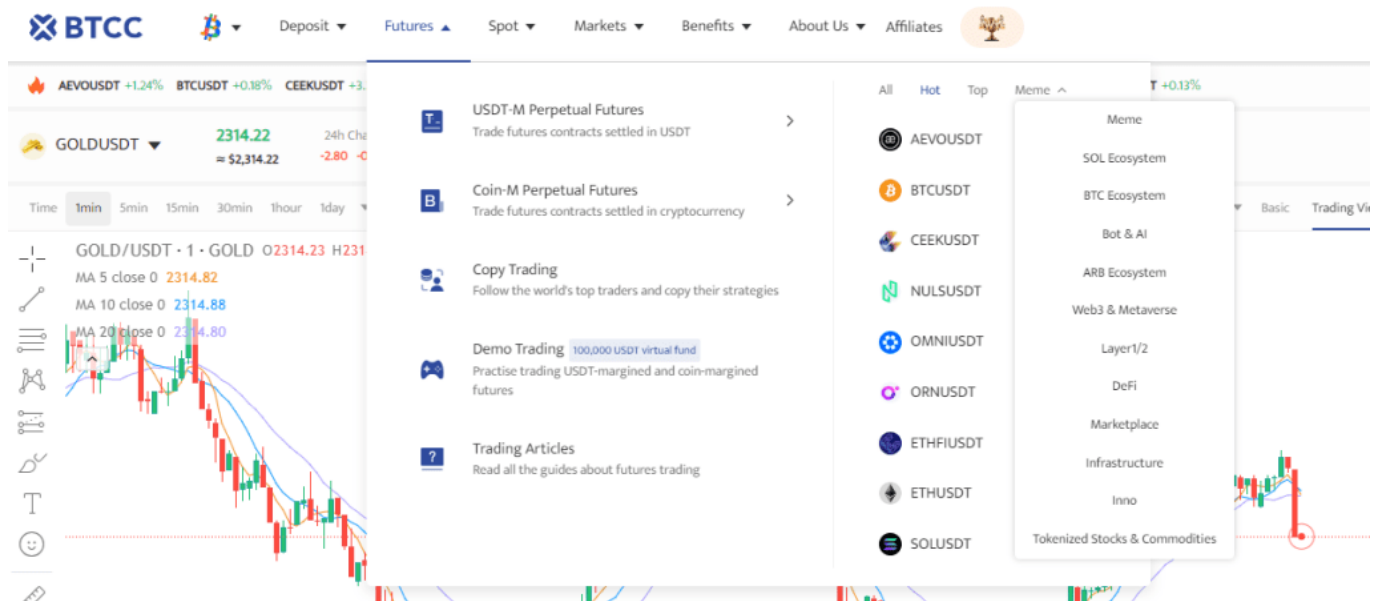 BTCC
Deposit
Futures
Spot
Markets
Benefits
About Us
Affiliates
AEVOUSDT +1.24% BTCUSDT +0.18% CEEKUSDT +3.
T +0.13%
GOLDUSDT
2314.22
≈ $2,314.22
24h Cha
-2.80 -0
Time 1min 5min 15min 30min 1hour 1day
Basic Trading Vi
GOLD/USDT · 1 · GOLD O2314.23 H231
MA 5 close 0 2314.82
MA 10 close 0 2314.88
MA 20 close 0 2314.80
USDT-M Perpetual Futures
Trade futures contracts settled in USDT
Coin-M Perpetual Futures
Trade futures contracts settled in cryptocurrency
Copy Trading
Follow the world's top traders and copy their strategies
Demo Trading 100,000 USDT virtual fund
Practise trading USDT-margined and coin-margined
futures
Trading Articles
Read all the guides about futures trading
All Hot Top Meme
AEVOUSDT
BTCUSDT
CEEKUSDT
NULSUSDT
OMNIUSDT
ORNUSDT
ETHFIUSDT
ETHUSDT
SOLUSDT
Meme
SOL Ecosystem
BTC Ecosystem
Bot & AI
ARB Ecosystem
Web3 & Metaverse
Layer1/2
DeFi
Marketplace
Infrastructure
Inno
Tokenized Stocks & Commodities